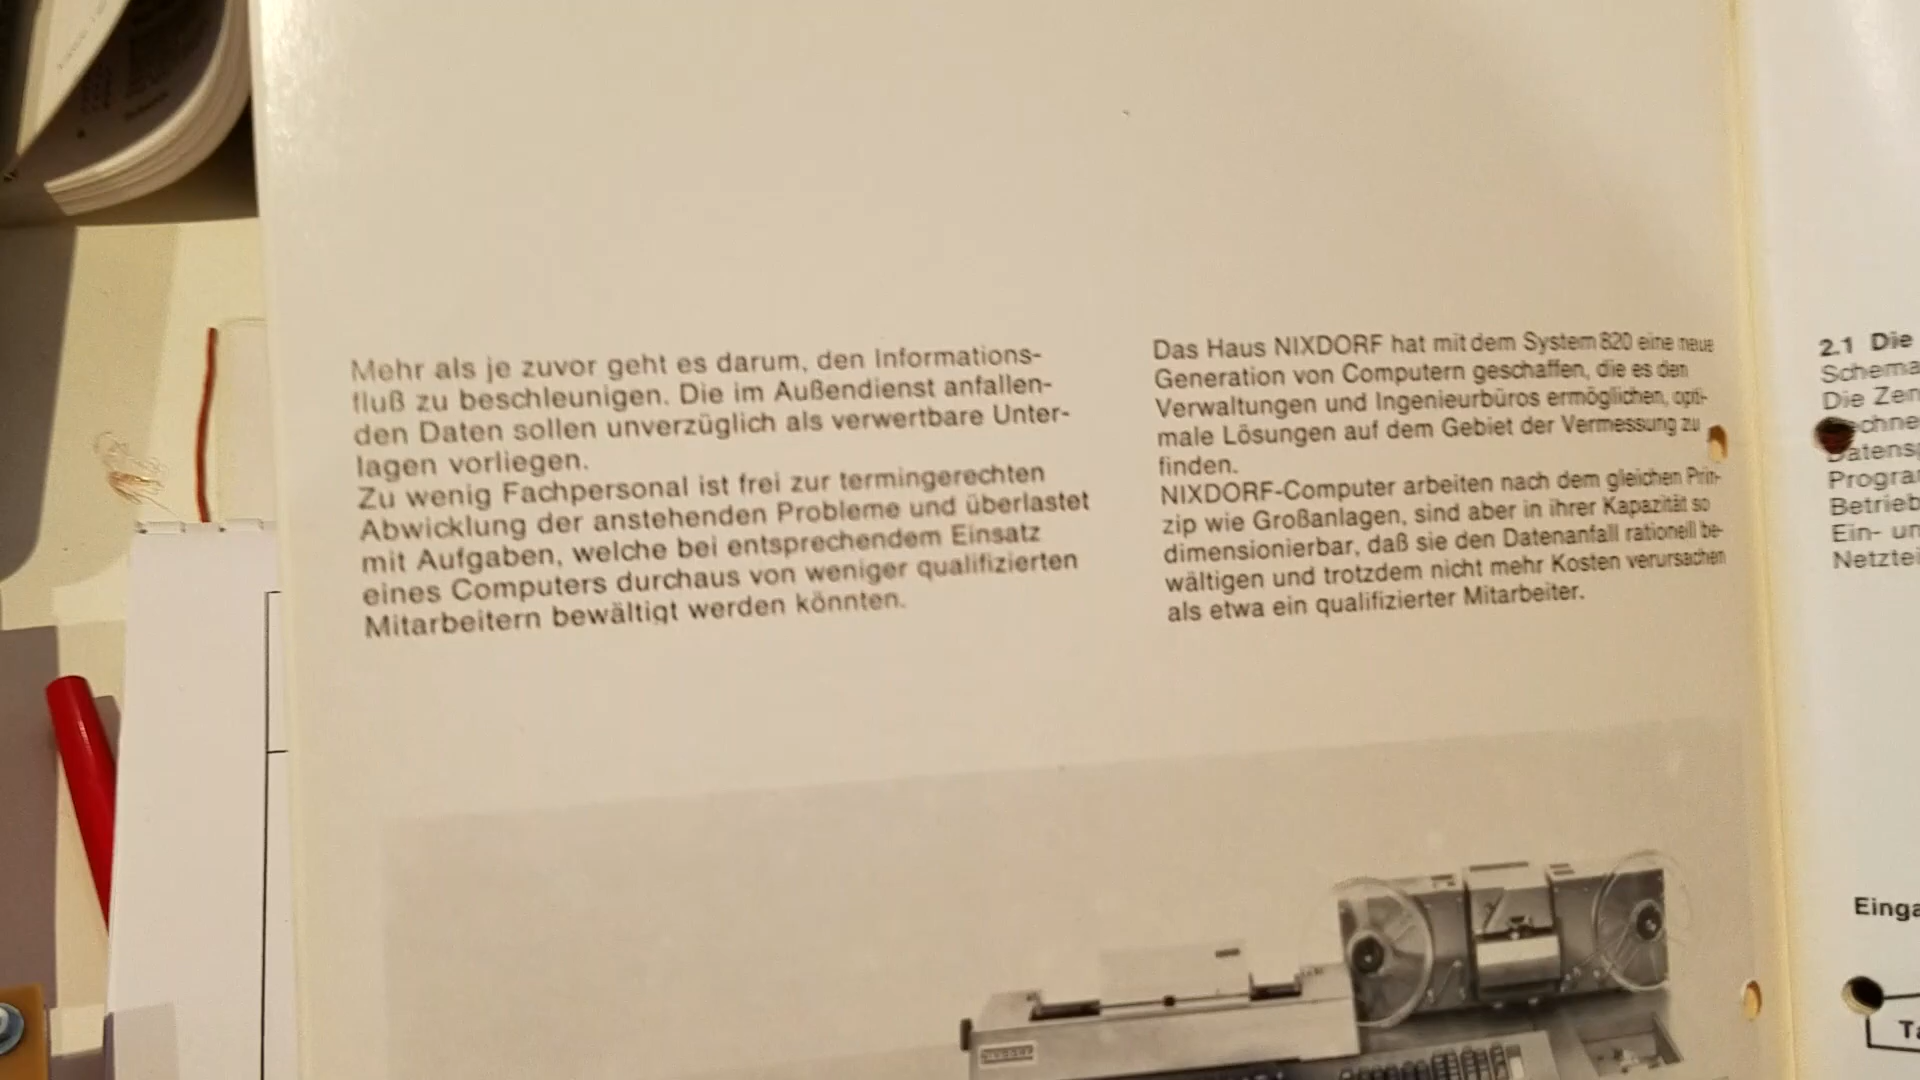 Mehr als je zuvor geht es darum, den Informations-
fluß zu beschleunigen. Die im Außendienst anfallen-
den Daten sollen unverzüglich als verwertbare Unter-
lagen vorliegen.
Zu wenig Fachpersonal ist frei zur termingerechten
Abwicklung der anstehenden Probleme und überlastet
mit Aufgaben, welche bei entsprechendem Einsatz
eines Computers durchaus von weniger qualifizierten
Mitarbeitern bewältigt werden könnten.
Das Haus NIXDORF hat mit dem System 820 eine neue
Generation von Computern geschaffen, die es den
Verwaltungen und Ingenieurbüros ermöglichen, opti-
male Lösungen auf dem Gebiet der Vermessung zu
finden.
NIXDORF-Computer arbeiten nach dem gleichen Prin-
zip wie Großanlagen, sind aber in ihrer Kapazität so
dimensionierbar, daß sie den Datenanfall rationell be-
wältigen und trotzdem nicht mehr Kosten verursachen
als etwa ein qualifizierter Mitarbeiter.
NIXDORF
2.1 Die
Schema
Die Zen
echne
Datensp
Program
Betrieb
Ein- un
Netztei
Einga
Ta